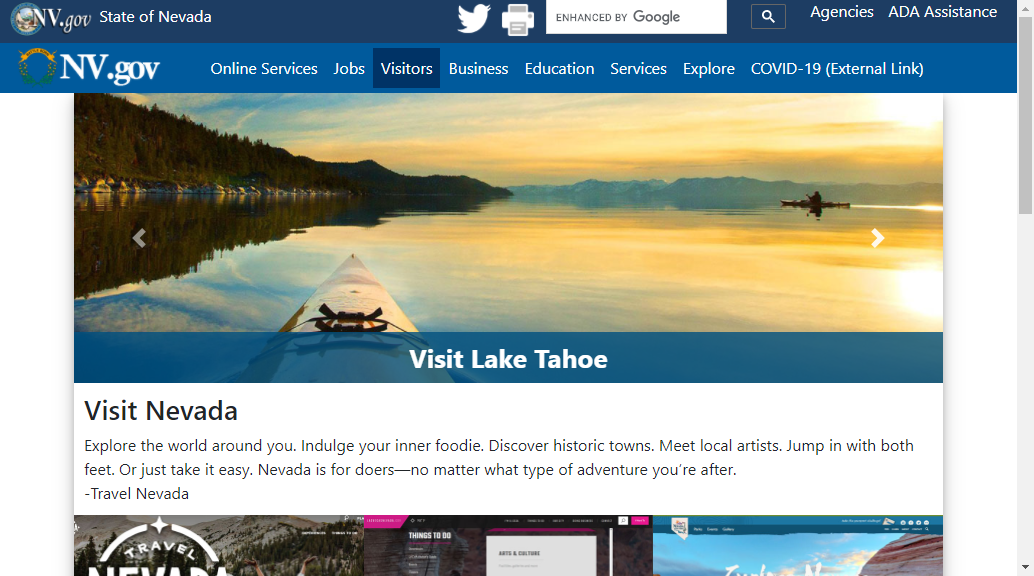 NV.gov State of Nevada
ENHANCED BY Google
Agencies ADA Assistance
NV.gov
Online Services Jobs Visitors Business Education Services Explore COVID-19 (External Link)
Visit Lake Tahoe
Visit Nevada
Explore the world around you. Indulge your inner foodie. Discover historic towns. Meet local artists. Jump in with both
feet. Or just take it easy. Nevada is for doers—no matter what type of adventure you’re after.
-Travel Nevada
TRAVEL
NEVADA
THINGS TO DO
ARTS & CULTURE
Explore